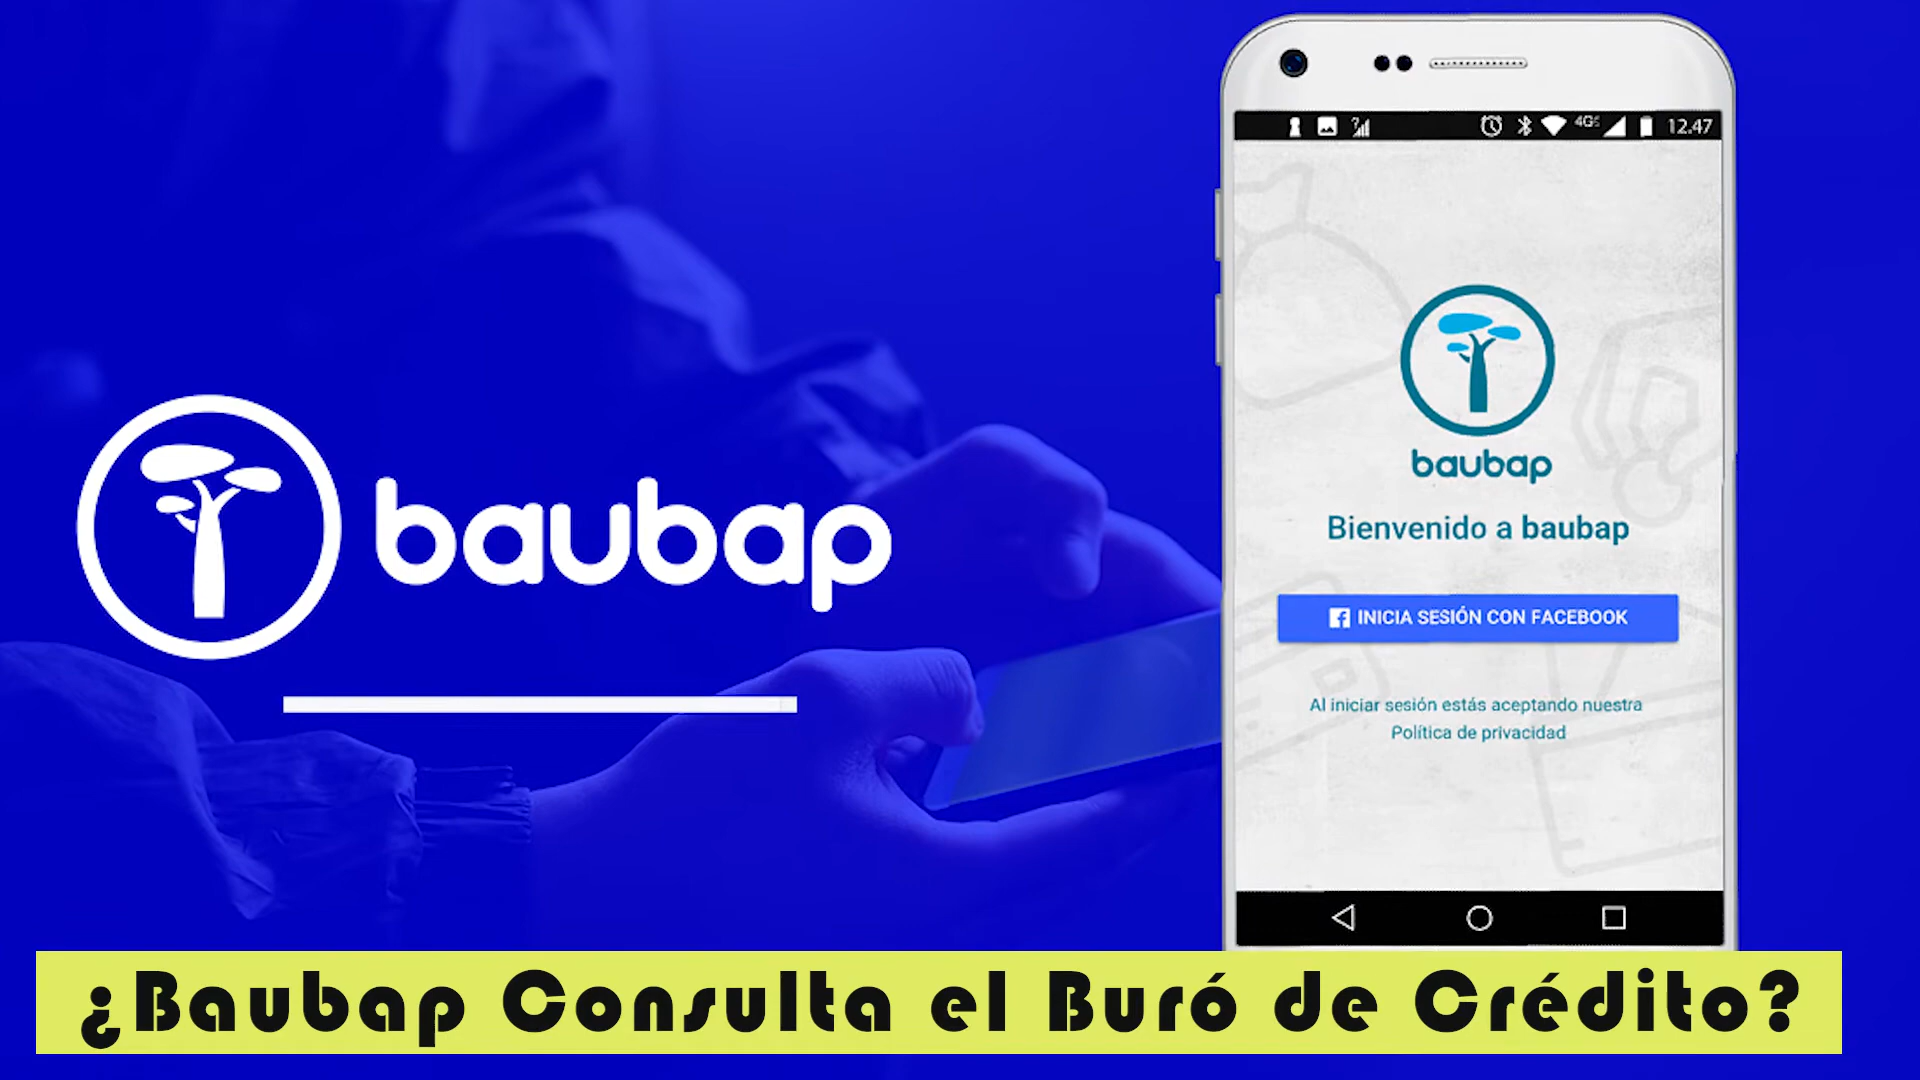 baubap
12.47
4G
baubap
Bienvenido a baubap
INICIA SESIÓN CON FACEBOOK
Al iniciar sesión estás aceptando nuestra
Política de privacidad
¿Baubap Consulta el Buró de Crédito?